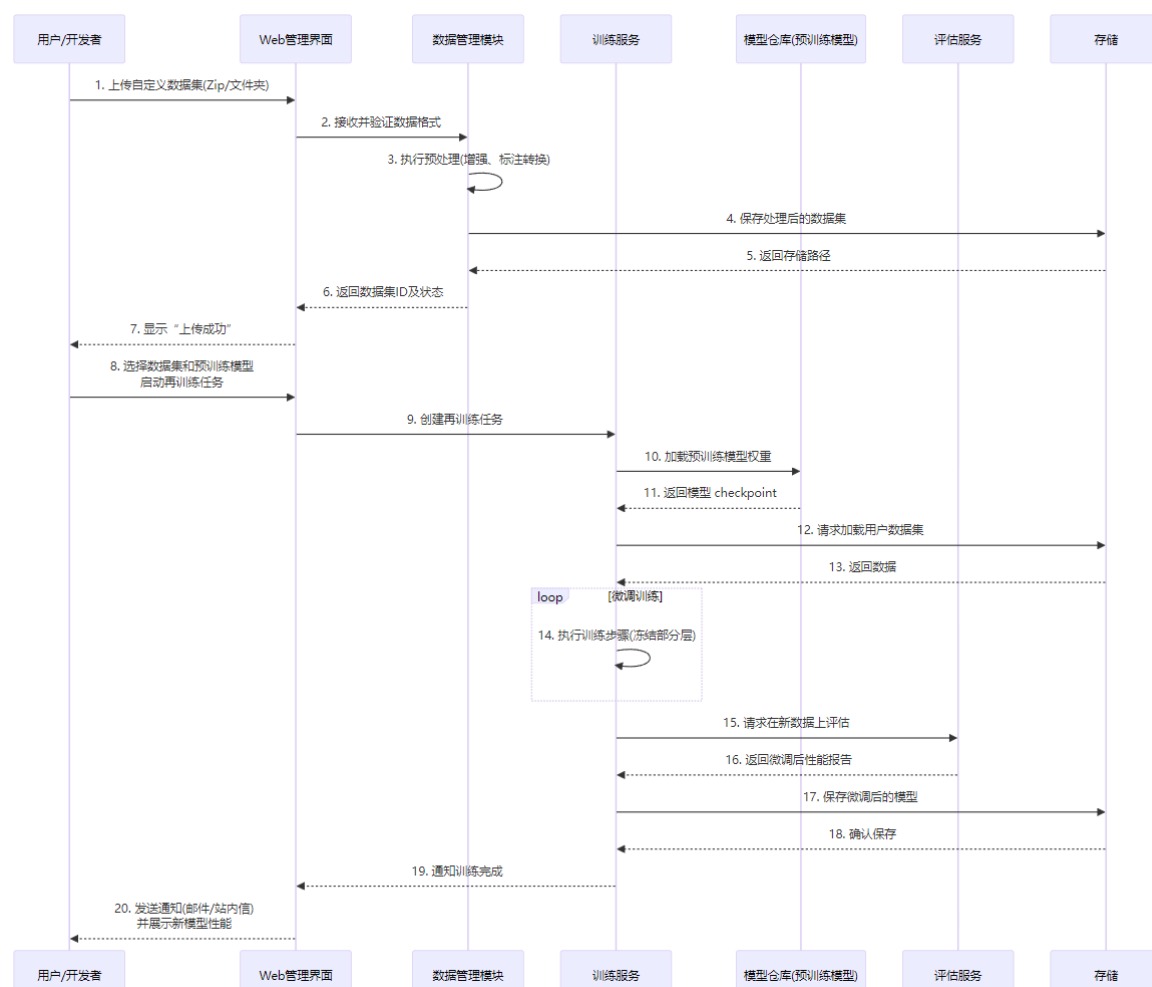 用户/开发者
Web管理界面
数据管理模块
训练服务
模型仓库(预训练模型)
评估服务
存储
1. 上传自定义数据集(Zip/文件夹)
2. 接收并验证数据格式
3. 执行预处理(增强、标注转换)
4. 保存处理后的数据集
5. 返回存储路径
6. 返回数据集ID及状态
7. 显示“上传成功”
8. 选择数据集和预训练模型
启动再训练任务
9. 创建再训练任务
10. 加载预训练模型权重
11. 返回模型 checkpoint
12. 请求加载用户数据集
13. 返回数据
loop [微调训练]
14. 执行训练步骤(冻结部分层)
15. 请求在新数据上评估
16. 返回微调后性能报告
17. 保存微调后的模型
18. 确认保存
19. 通知训练完成
20. 发送通知(邮件/站内信)
并展示新模型性能
用户/开发者
Web管理界面
数据管理模块
训练服务
模型仓库(预训练模型)
评估服务
存储